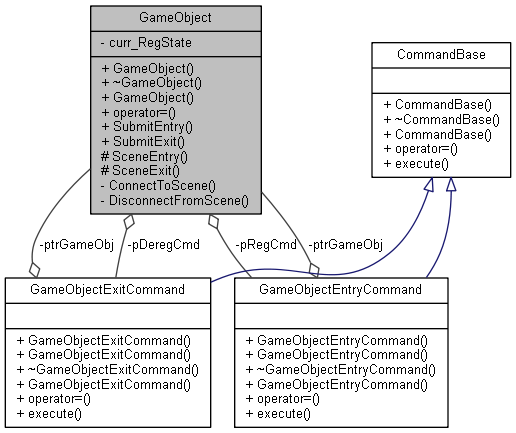 GameObject
- curr_RegState
+ GameObject()
+ ~GameObject()
+ GameObject()
+ operator=()
+ SubmitEntry()
+ SubmitExit()
# SceneEntry()
# SceneExit()
- ConnectToScene()
- DisconnectFromScene()
CommandBase
+ CommandBase()
+ ~CommandBase()
+ CommandBase()
+ operator=()
+ execute()
-ptrGameObj
-pDeregCmd
-pRegCmd
-ptrGameObj
GameObjectExitCommand
+ GameObjectExitCommand()
+ GameObjectExitCommand()
+ ~GameObjectExitCommand()
+ GameObjectExitCommand()
+ operator=()
+ execute()
GameObjectEntryCommand
+ GameObjectEntryCommand()
+ GameObjectEntryCommand()
+ ~GameObjectEntryCommand()
+ GameObjectEntryCommand()
+ operator=()
+ execute()